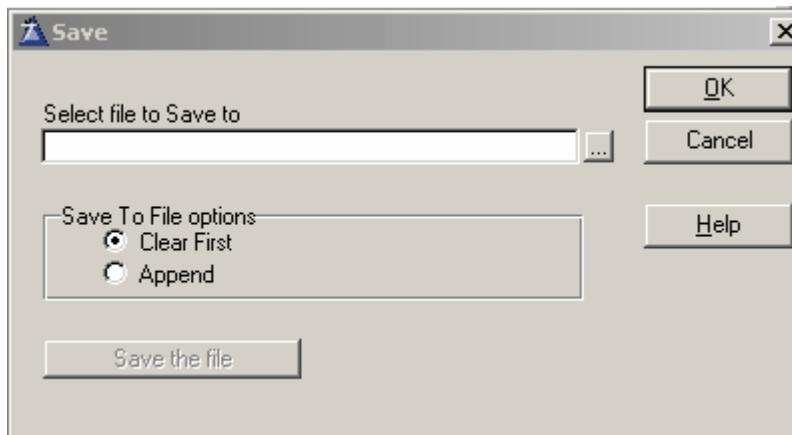 Save
OK
Select file to Save to
...
Cancel
Save To File options
Clear First
Help
Append
Save the file